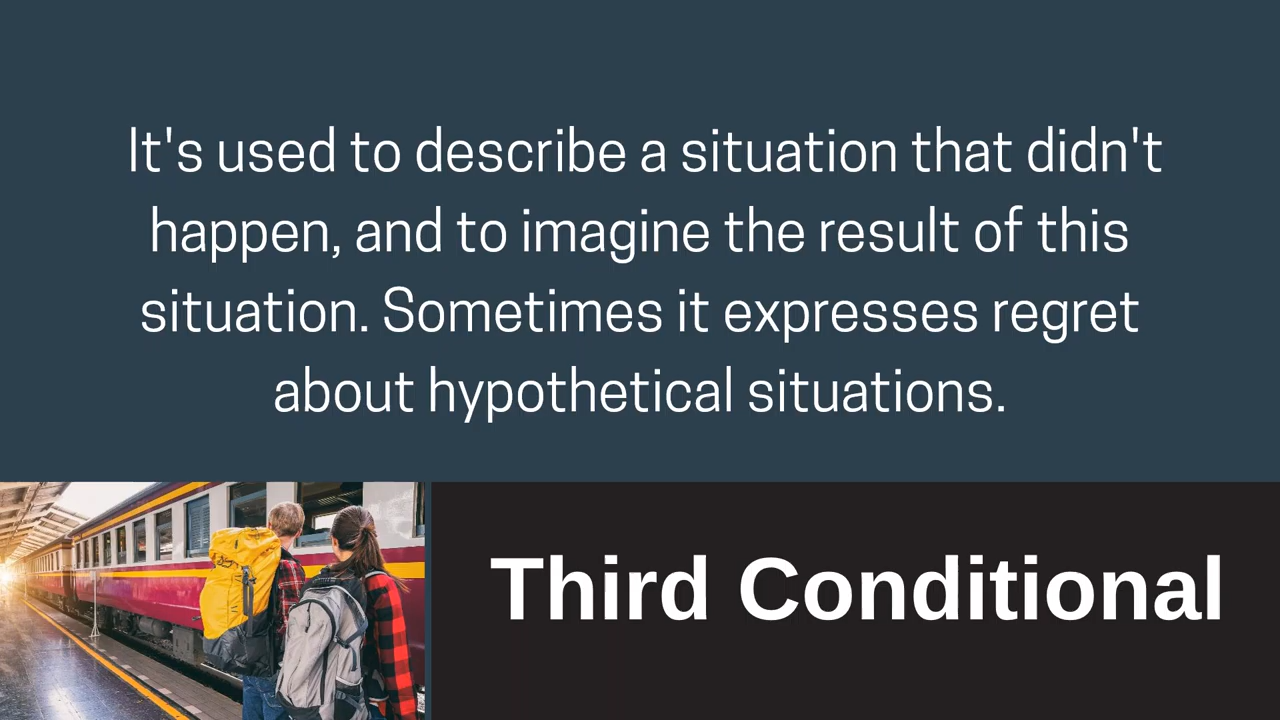 It's used to describe a situation that didn't
happen, and to imagine the result of this
situation. Sometimes it expresses regret
about hypothetical situations.
Third Conditional